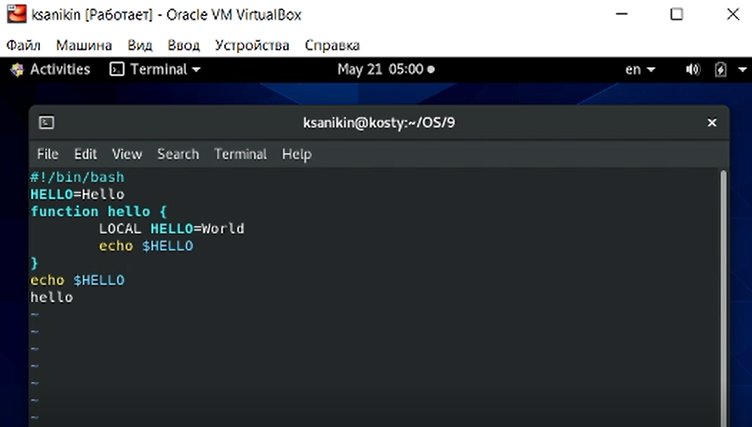 ksanikin [Работает] - Oracle VM VirtualBox
Файл Машина Вид Ввод Устройства Справка
Activities Terminal May 21 05:00 en
ksanikin@kosty:~/OS/9
File Edit View Search Terminal Help
#!/bin/bash
HELLO=Hello
function hello {
        LOCAL HELLO=World
        echo $HELLO
}
echo $HELLO
hello
~
~
~
~
~
~
~